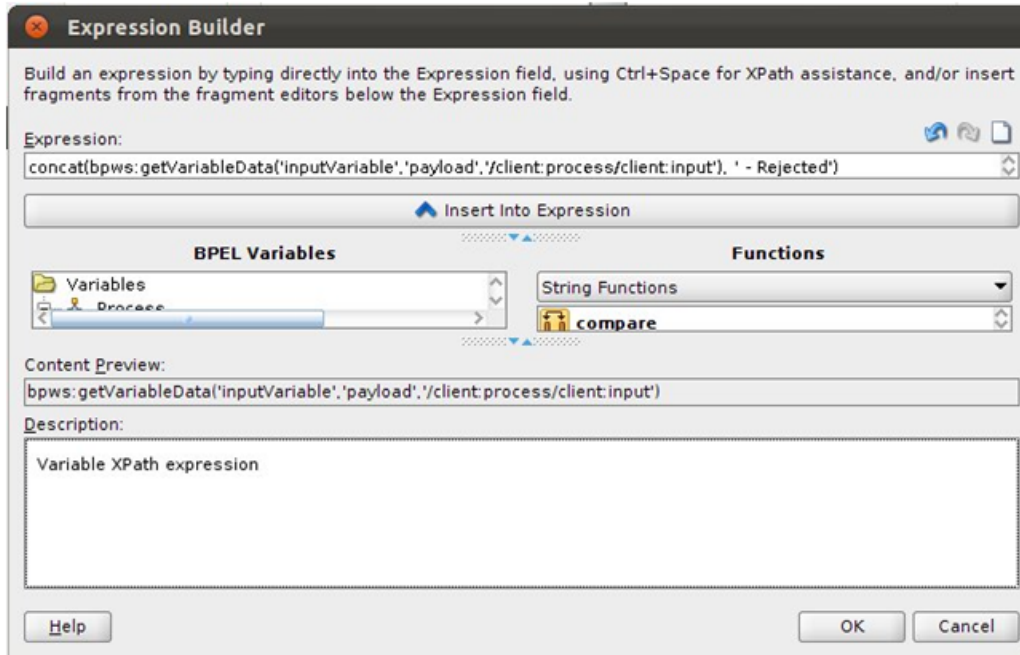 Expression Builder
Build an expression by typing directly into the Expression field, using Ctrl+Space for XPath assistance, and/or insert
fragments from the fragment editors below the Expression field.
Expression:
concat(bpws:getVariableData('inputVariable','payload','/client:process/client:input'), ' - Rejected')
Insert Into Expression
BPEL Variables
Variables
Process
Functions
String Functions
compare
Content Preview:
bpws:getVariableData('inputVariable','payload','/client:process/client:input')
Description:
Variable XPath expression
Help
OK
Cancel